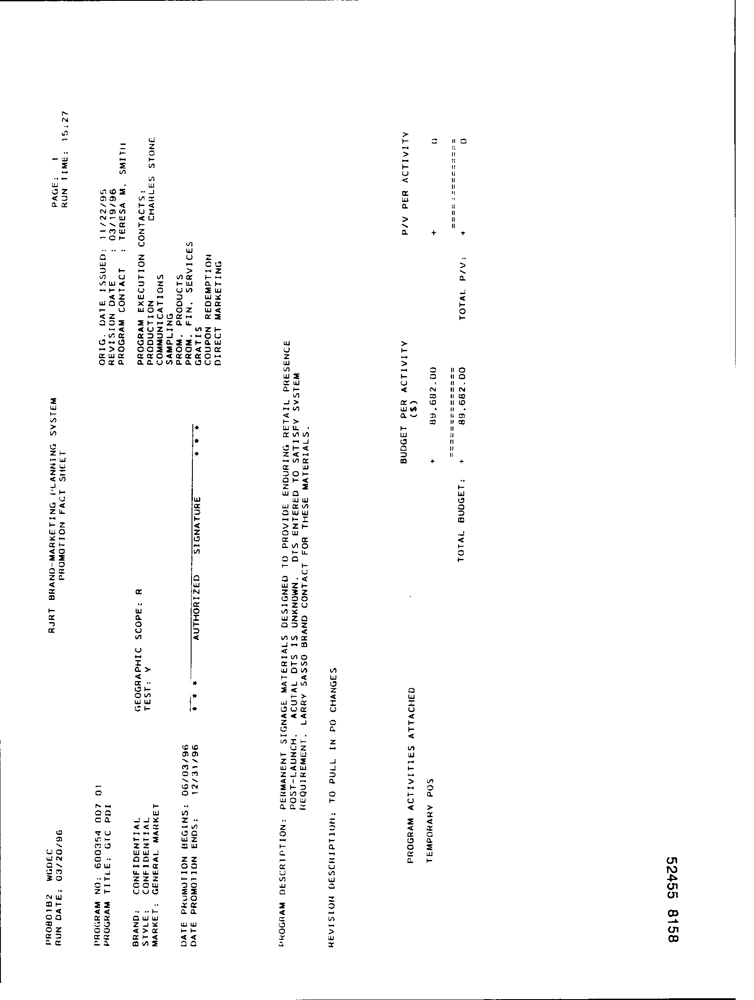 PROB01B2 WGDEC RJRT BRAND-MARKETING PLANNING SYSTEM PAGE: 1
RUN DATE: 03/20/96 PROMOTION FACT SHEET RUN TIME: 15:27
PROGRAM NO: 600354 007 01 ORIG. DATE ISSUED: 11/22/95
PROGRAM TITLE: GTC PDI REVISION DATE : 03/19/96
PROGRAM CONTACT : TERESA M. SMITH
BRAND: CONFIDENTIAL GEOGRAPHIC SCOPE: R PROGRAM EXECUTION CONTACTS:
STYLE: CONFIDENTIAL TEST: Y PRODUCTION CHARLES STONE
MARKET: GENERAL MARKET COMMUNICATIONS
SAMPLING
DATE PROMOTION BEGINS: 06/03/96 PROM. PRODUCTS
DATE PROMOTION ENDS: 12/31/96 * * * AUTHORIZED SIGNATURE * * * PROM. FIN. SERVICES
GRATIS
COUPON REDEMPTION
DIRECT MARKETING
PROGRAM DESCRIPTION: PERMANENT SIGNAGE MATERIALS DESIGNED TO PROVIDE ENDURING RETAIL PRESENCE
POST-LAUNCH. ACUTAL DTS IS UNKNOWN. DTS ENTERED TO SATISFY SYSTEM
REQUIREMENT. LARRY SASSO BRAND CONTACT FOR THESE MATERIALS.
REVISION DESCRIPTION: TO PULL IN PO CHANGES
PROGRAM ACTIVITIES ATTACHED BUDGET PER ACTIVITY P/V PER ACTIVITY
($)
TEMPORARY POS + 89,682.00 + 0
============== ==============
TOTAL BUDGET: + 89,682.00 TOTAL P/V: + 0
52455 8158